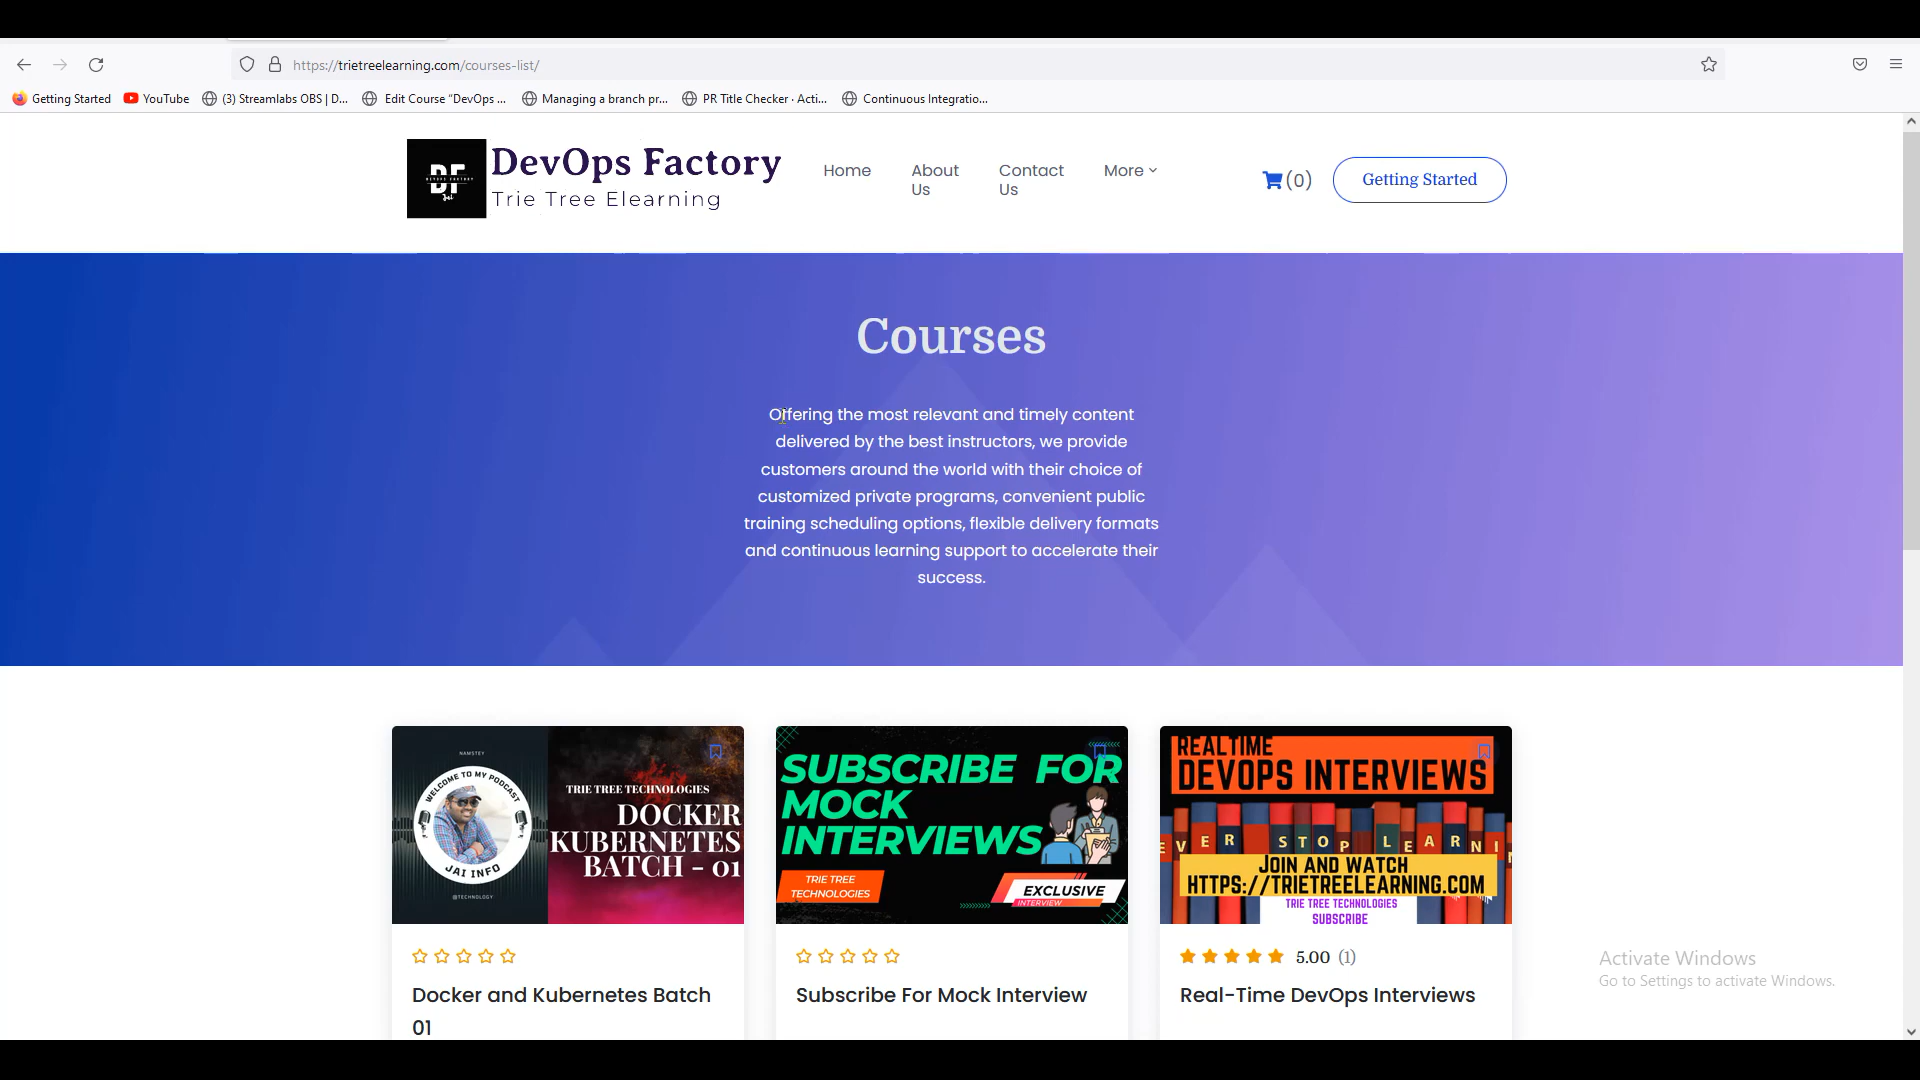 https://trietreelearning.com/courses-list/
Getting Started
YouTube
(3) Streamlabs OBS | D...
Edit Course “DevOps ...
Managing a branch pr...
PR Title Checker · Acti...
Continuous Integratio...
DF
DevOps Factory
Trie Tree Elearning
Home
About
Us
Contact
Us
More
(0)
Getting Started
Courses
Offering the most relevant and timely content
delivered by the best instructors, we provide
customers around the world with their choice of
customized private programs, convenient public
training scheduling options, flexible delivery formats
and continuous learning support to accelerate their
success.
NAMSTEY
WELCOME TO MY PODCAST
JAI INFO
@TECHNOLOGY
TRIE TREE TECHNOLOGIES
DOCKER
KUBERNETES
BATCH - 01
SUBSCRIBE FOR
MOCK
INTERVIEWS
TRIE TREE
TECHNOLOGIES
EXCLUSIVE
INTERVIEW
REALTIME
DEVOPS INTERVIEWS
EVER STOP LEARNI
JOIN AND WATCH
HTTPS://TRIETREELEARNING.COM
TRIE TREE TECHNOLOGIES
SUBSCRIBE
5.00 (1)
Docker and Kubernetes Batch
01
Subscribe For Mock Interview
Real-Time DevOps Interviews
Activate Windows
Go to Settings to activate Windows.